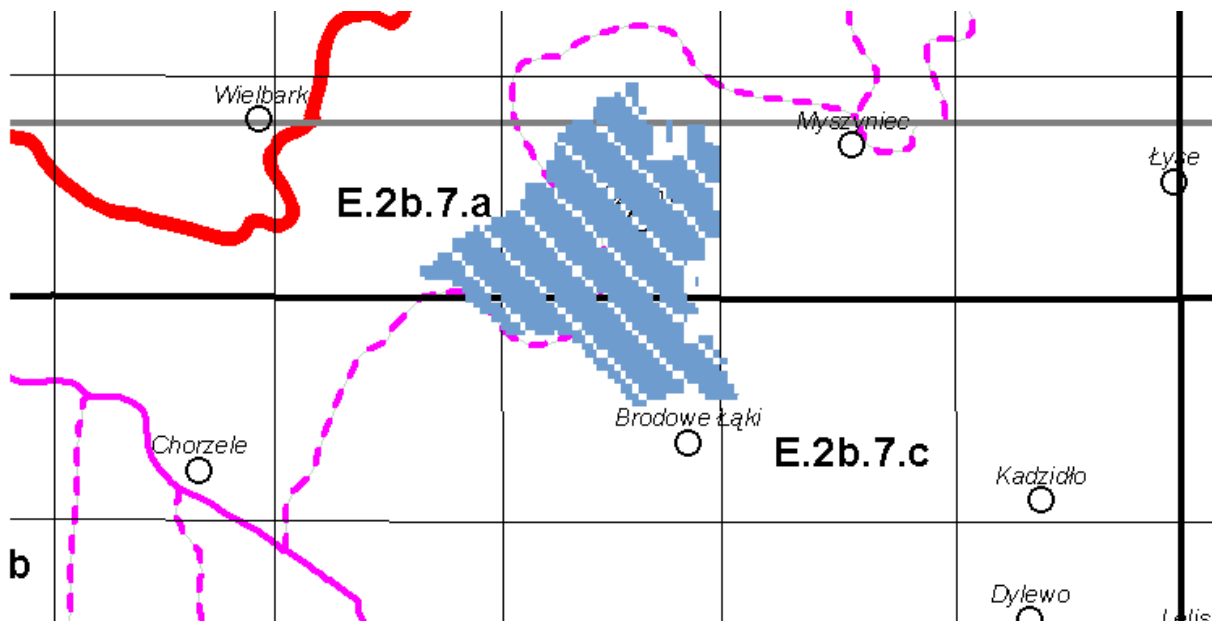 Wielbark
Myszyniec
Łyse
E.2b.7.a
Brodowe Łąki
Chorzele
E.2b.7.c
Kadzidło
b
Dylewo